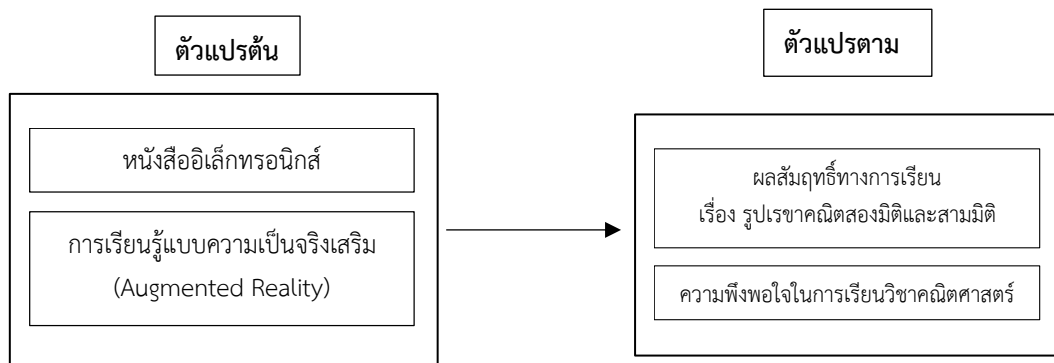 ตัวแปรต้น
หนังสืออิเล็กทรอนิกส์
การเรียนรู้แบบความเป็นจริงเสริม
(Augmented Reality)
ตัวแปรตาม
ผลสัมฤทธิ์ทางการเรียน
เรื่อง รูปเรขาคณิตสองมิติและสามมิติ
ความพึงพอใจในการเรียนวิชาคณิตศาสตร์